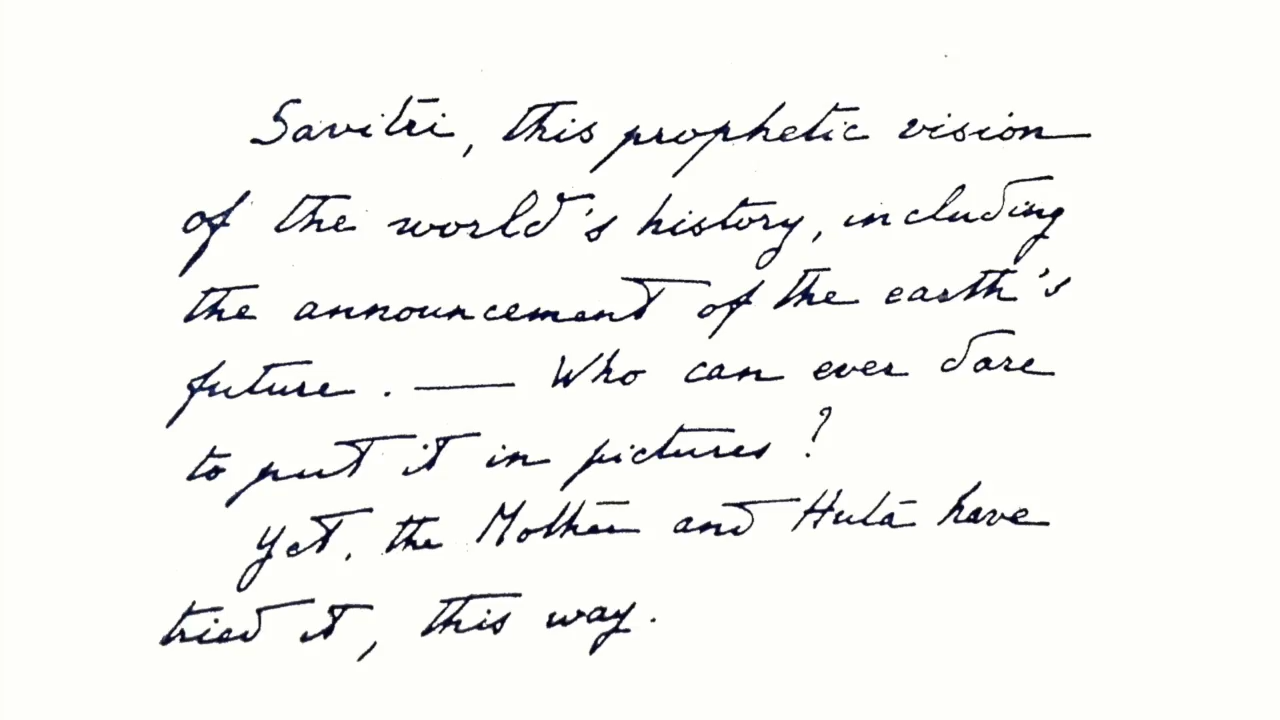 Savitri, this prophetic vision
of the world's history, including
the announcement of the earth's
future. — Who can ever dare
to put it in pictures?
Yet, the Mother and Huta have
tried it, this way.